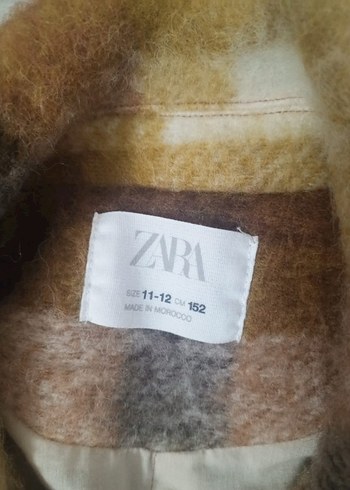 ZARA
SIZE 11-12 CM 152
MADE IN MOROCCO